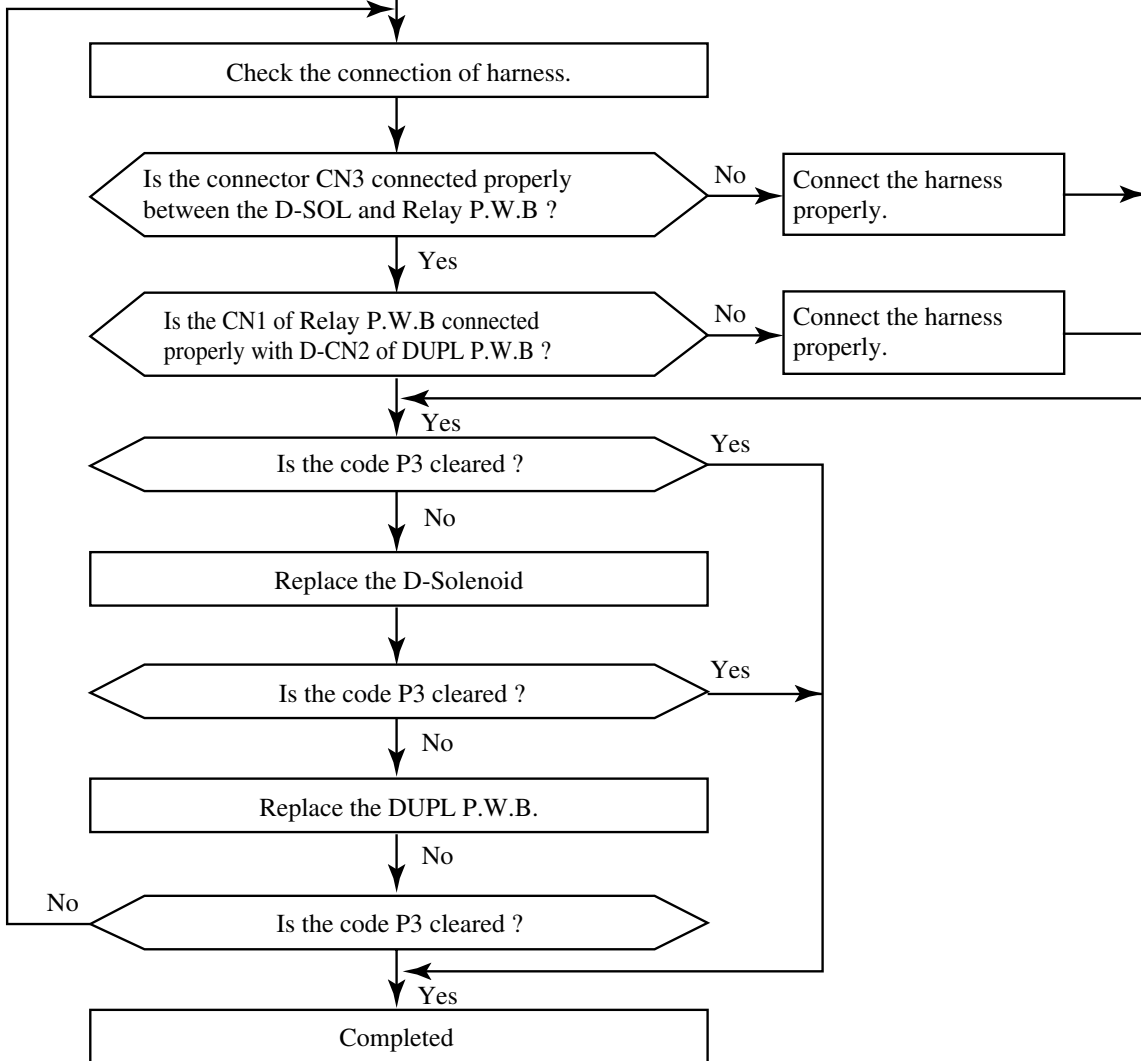 Check the connection of harness.
Is the connector CN3 connected properly
between the D-SOL and Relay P.W.B ?
No
Connect the harness
properly.
Yes
Is the CN1 of Relay P.W.B connected
properly with D-CN2 of DUPL P.W.B ?
No
Connect the harness
properly.
Yes
Is the code P3 cleared ?
Yes
No
Replace the D-Solenoid
Is the code P3 cleared ?
Yes
No
Replace the DUPL P.W.B.
No
Is the code P3 cleared ?
No
Yes
Completed